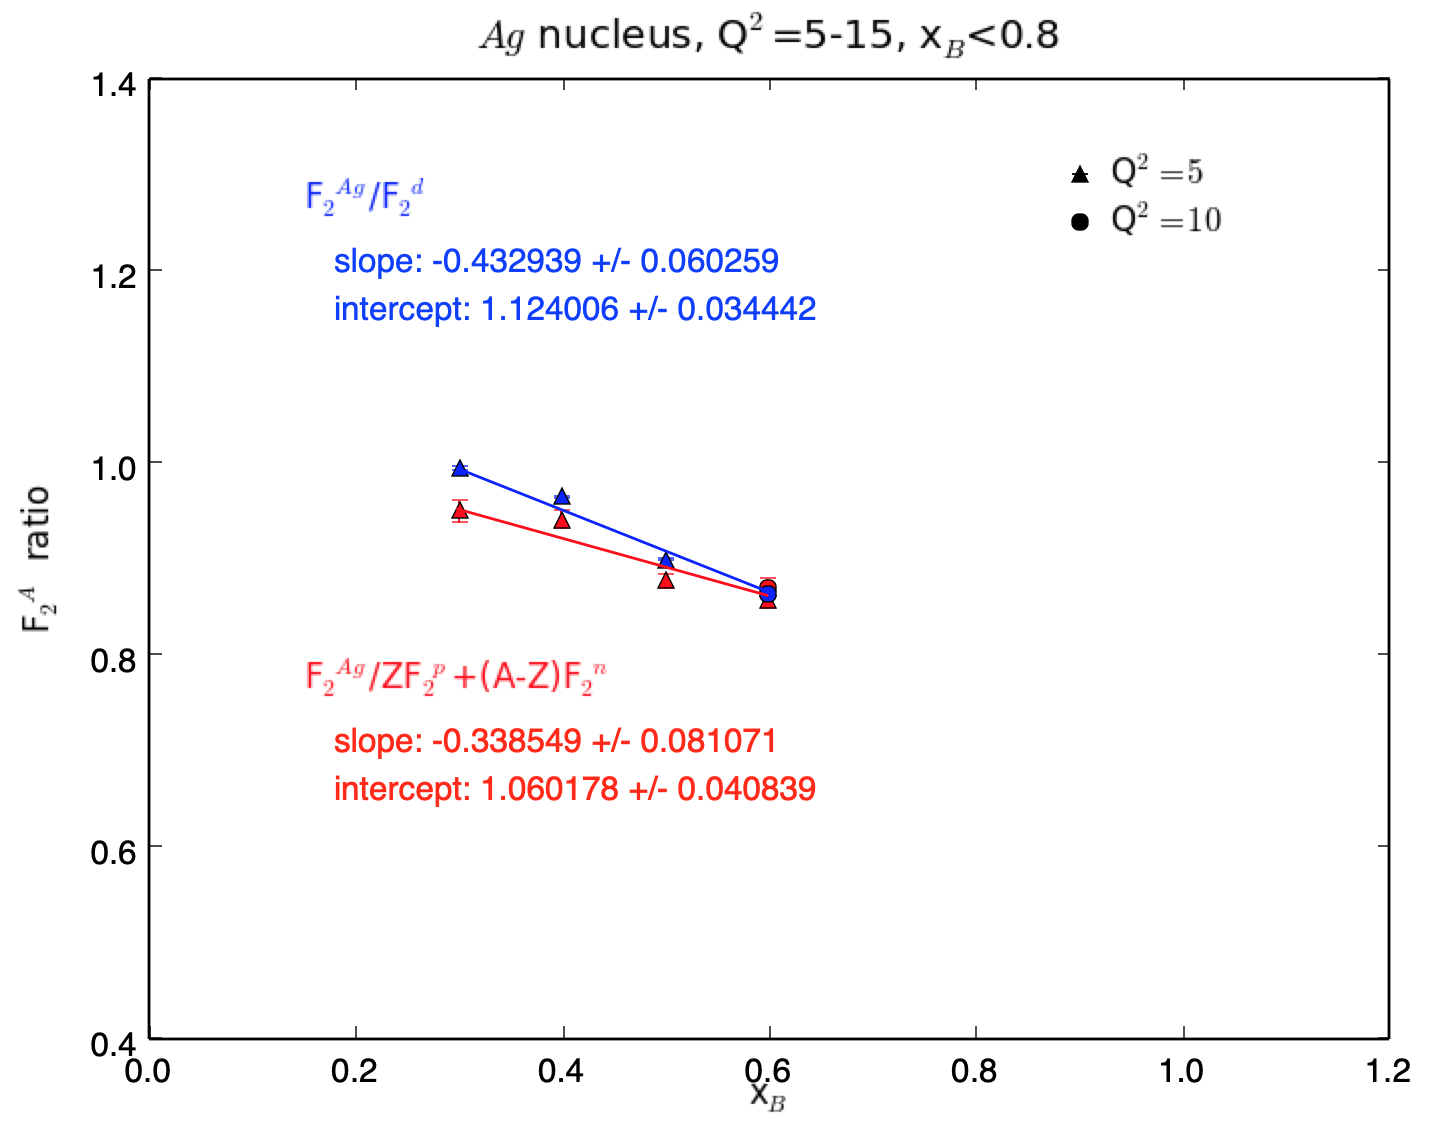 Ag nucleus, Q² =5-15, x_B<0.8
1.4
1.2
1.0
0.8
0.6
0.4
F₂ᴬ ratio
F₂ᴬᵍ/F₂ᵈ
slope: -0.432939 +/- 0.060259
intercept: 1.124006 +/- 0.034442
Q² =5
Q² =10
F₂ᴬᵍ/ZF₂ᵖ+(A-Z)F₂ⁿ
slope: -0.338549 +/- 0.081071
intercept: 1.060178 +/- 0.040839
0.0 0.2 0.4 0.6 0.8 1.0 1.2
x_B